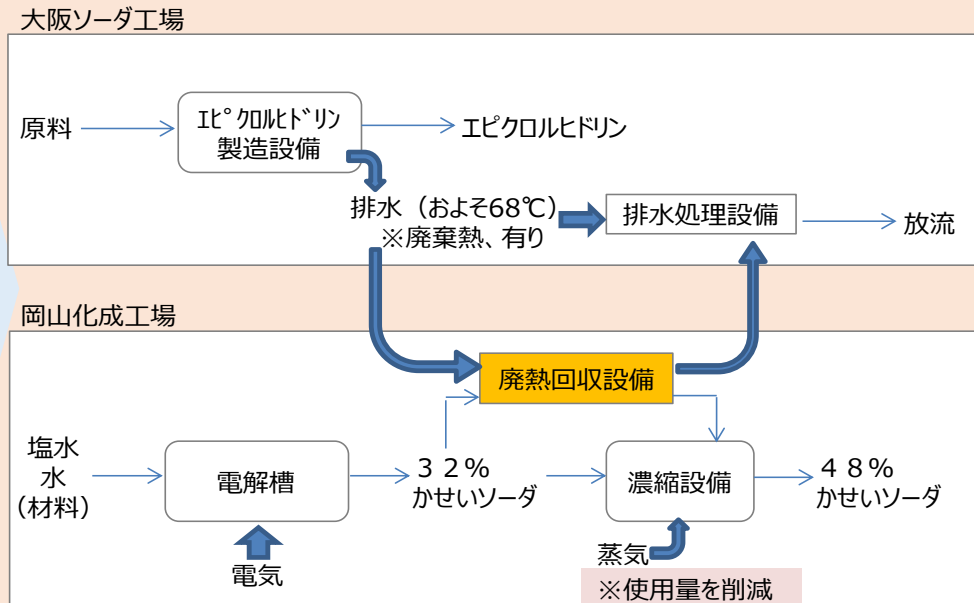 大阪ソーダ工場
原料
ｴﾋﾟｸﾛﾙﾋﾄﾞﾘﾝ
製造設備
エピクロルヒドリン
排水（およそ68℃）
※廃棄熱、有り
排水処理設備
放流
岡山化成工場
廃熱回収設備
塩水
水
（材料）
電解槽
３２％
かせいソーダ
濃縮設備
４８％
かせいソーダ
電気
蒸気
※使用量を削減